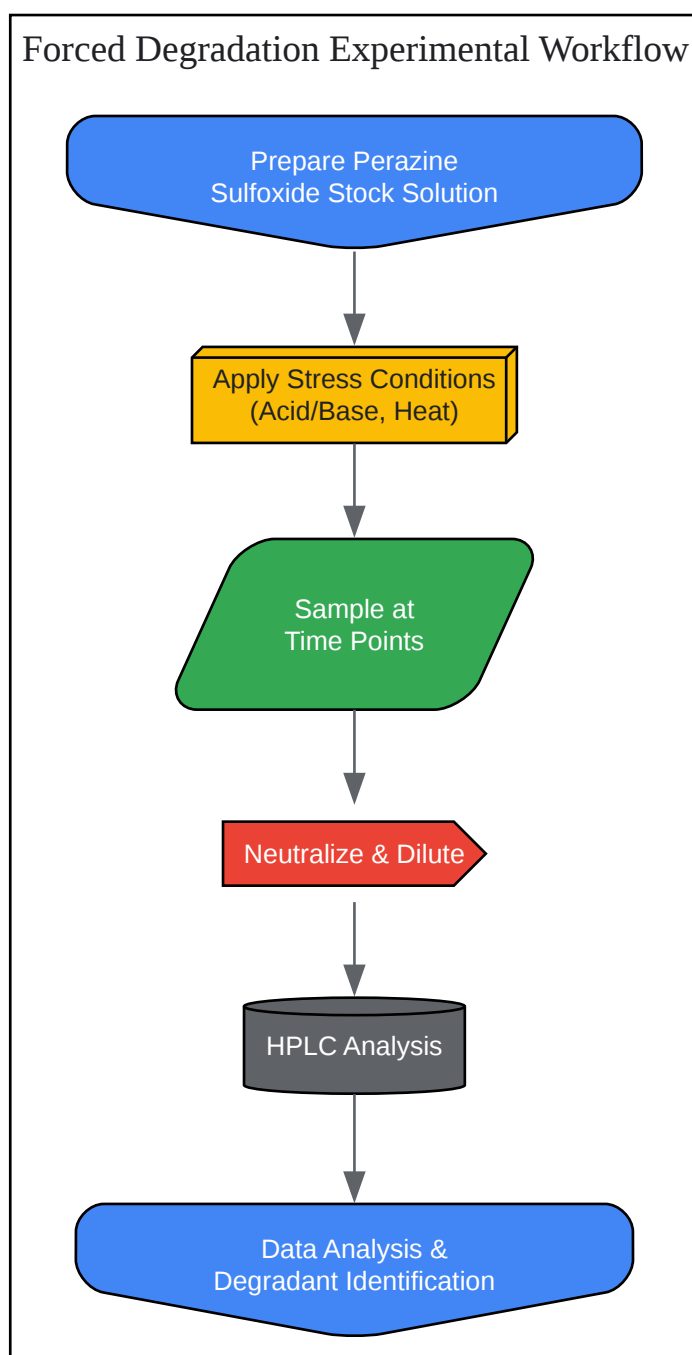 Forced Degradation Experimental Workflow
Prepare Perazine
Sulfoxide Stock Solution
Apply Stress Conditions
(Acid/Base, Heat)
Sample at
Time Points
Neutralize & Dilute
HPLC Analysis
Data Analysis &
Degradant Identification